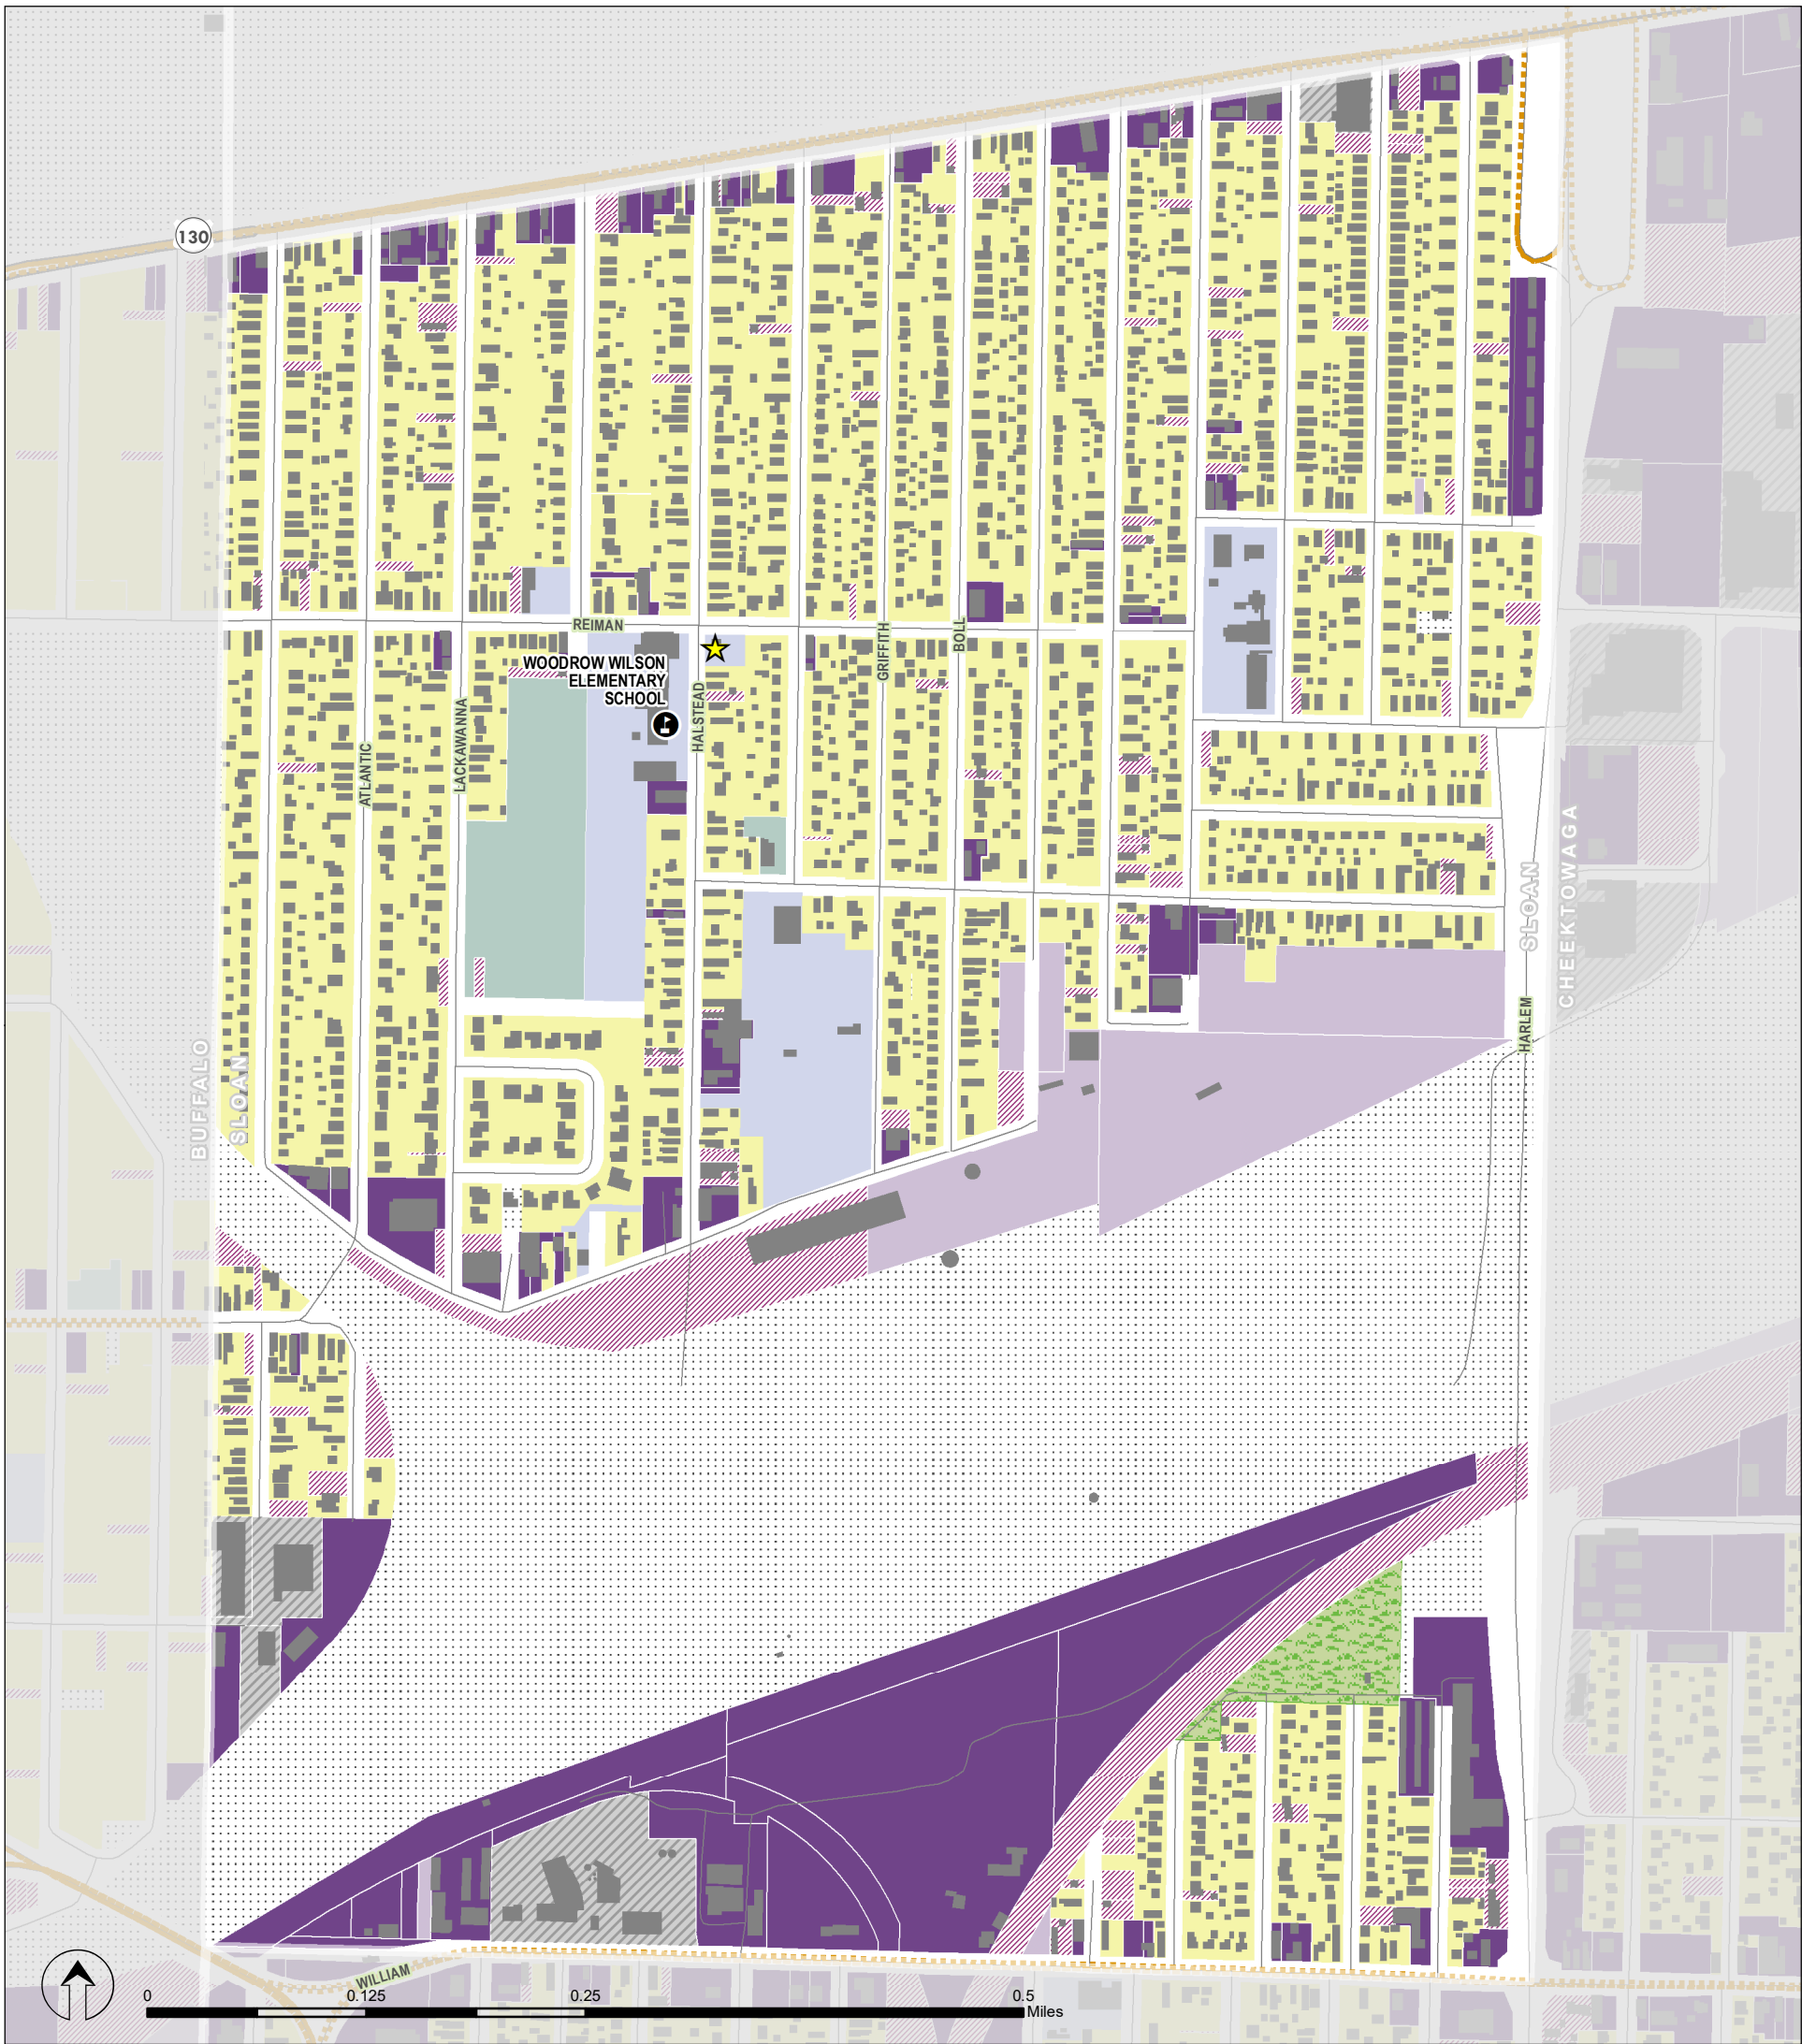 130
REIMAN
WOODROW WILSON
ELEMENTARY
SCHOOL
GRIFFITH
BOLL
HALSTEAD
LACKAWANNA
ATLANTIC
SLOAN
CHEEKTOWAGA
HARLEM
BUFFALO
SLOAN
WILLIAM
0
0.125
0.25
0.5
Miles